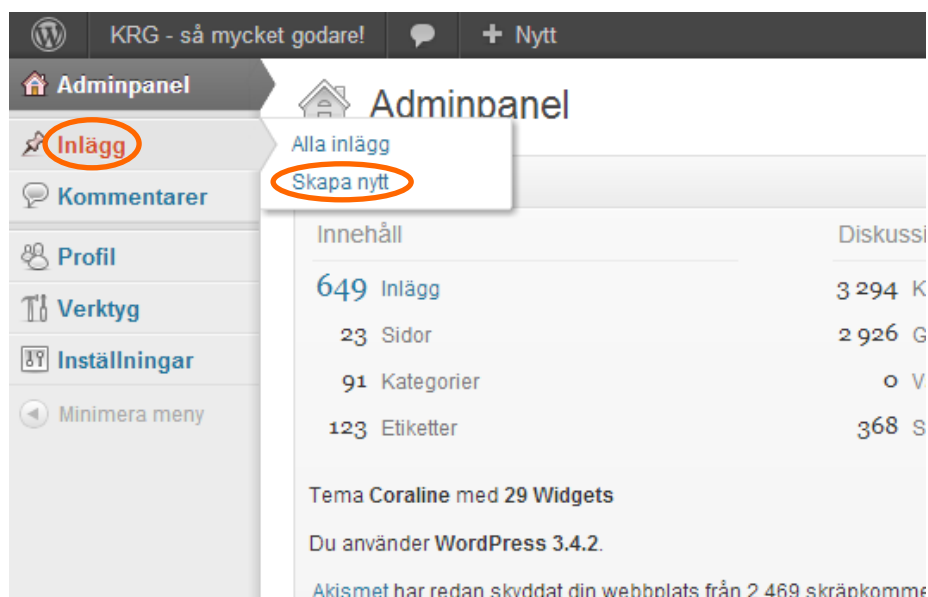 KRG - så mycket godare! + Nytt
Adminpanel
Adminpanel
Inlägg
Alla inlägg
Skapa nytt
Kommentarer
Profil
Verktyg
Inställningar
Minimera meny
Innehåll
649 Inlägg
23 Sidor
91 Kategorier
123 Etiketter
Diskussi
3 294 K
2 926 G
0 V
368 S
Tema Coraline med 29 Widgets
Du använder WordPress 3.4.2.
Akismet har redan skyddat din webbplats från 2 469 skräpkomme